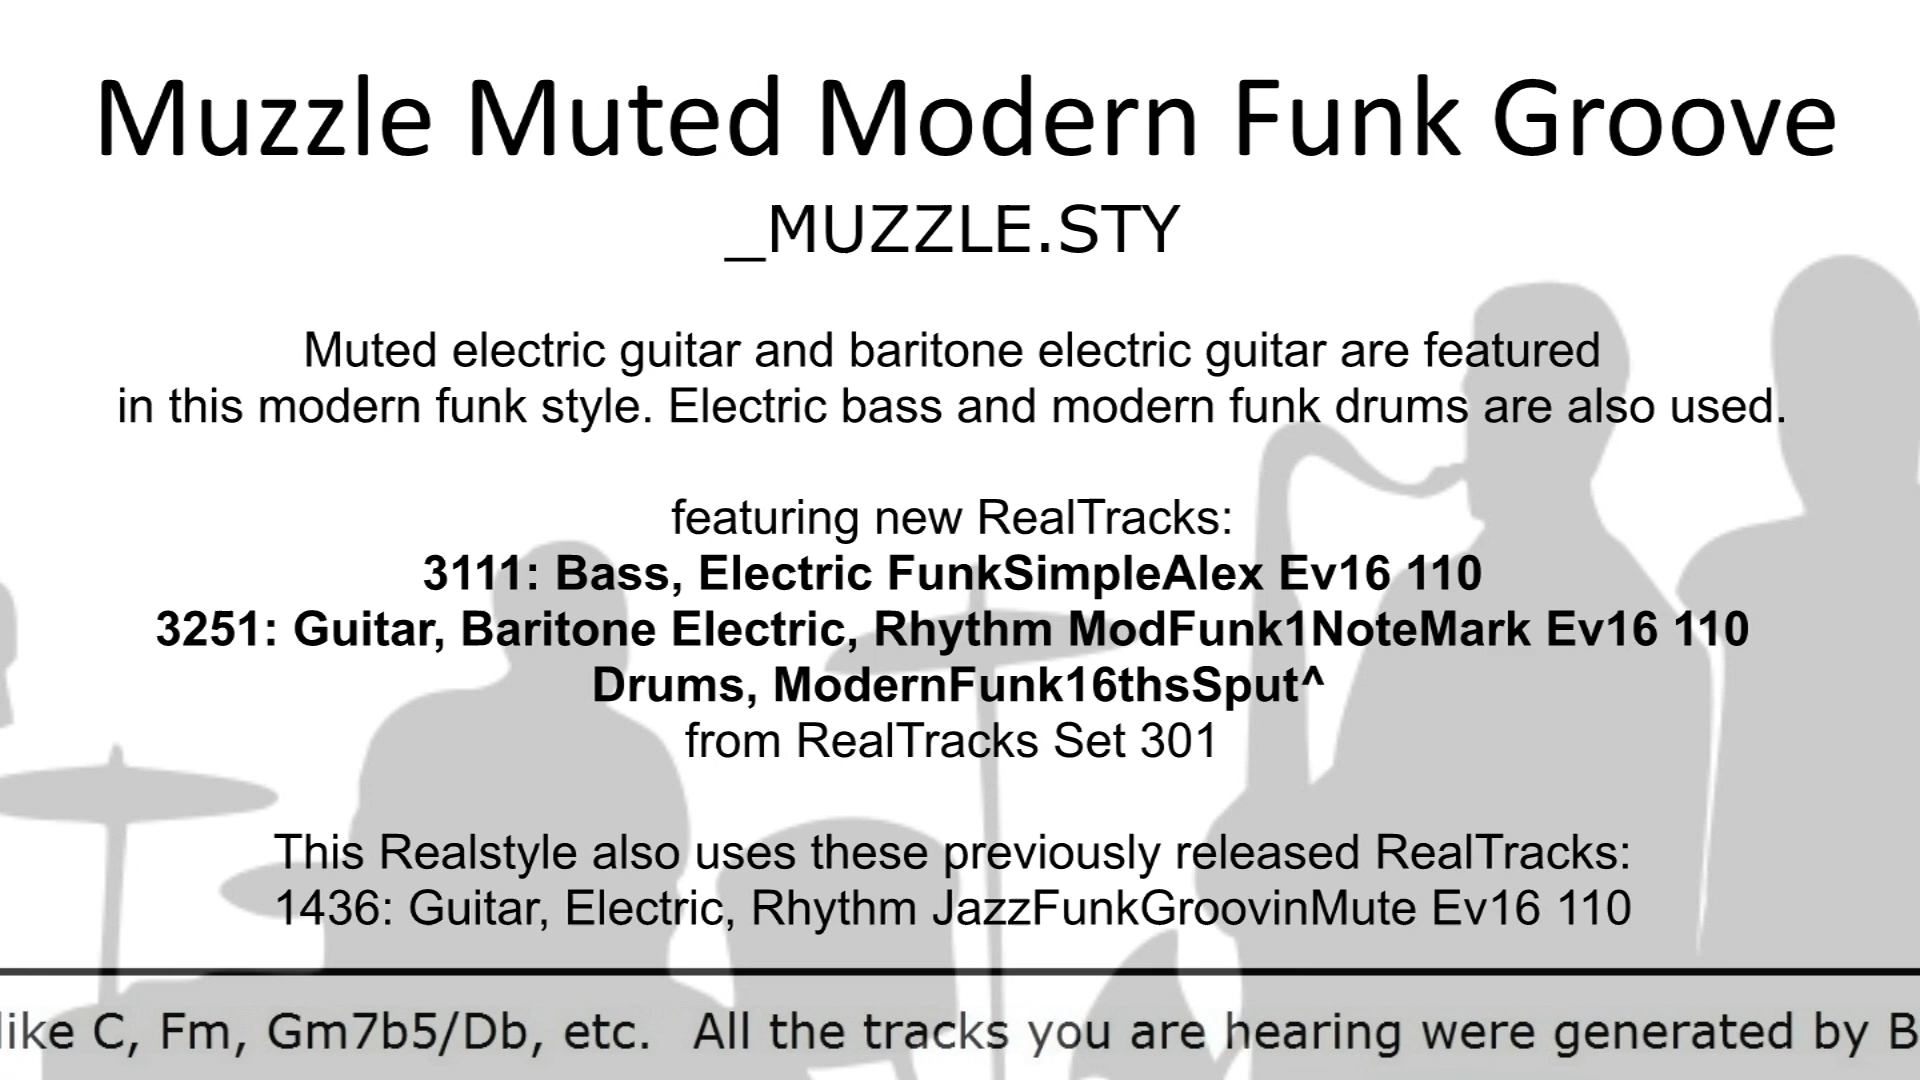 Muzzle Muted Modern Funk Groove
_MUZZLE.STY
Muted electric guitar and baritone electric guitar are featured
in this modern funk style. Electric bass and modern funk drums are also used.
featuring new RealTracks:
3111: Bass, Electric FunkSimpleAlex Ev16 110
3251: Guitar, Baritone Electric, Rhythm ModFunk1NoteMark Ev16 110
Drums, ModernFunk16thsSput^
from RealTracks Set 301
This Realstyle also uses these previously released RealTracks:
1436: Guitar, Electric, Rhythm JazzFunkGroovinMute Ev16 110
like C, Fm, Gm7b5/Db, etc. All the tracks you are hearing were generated by B